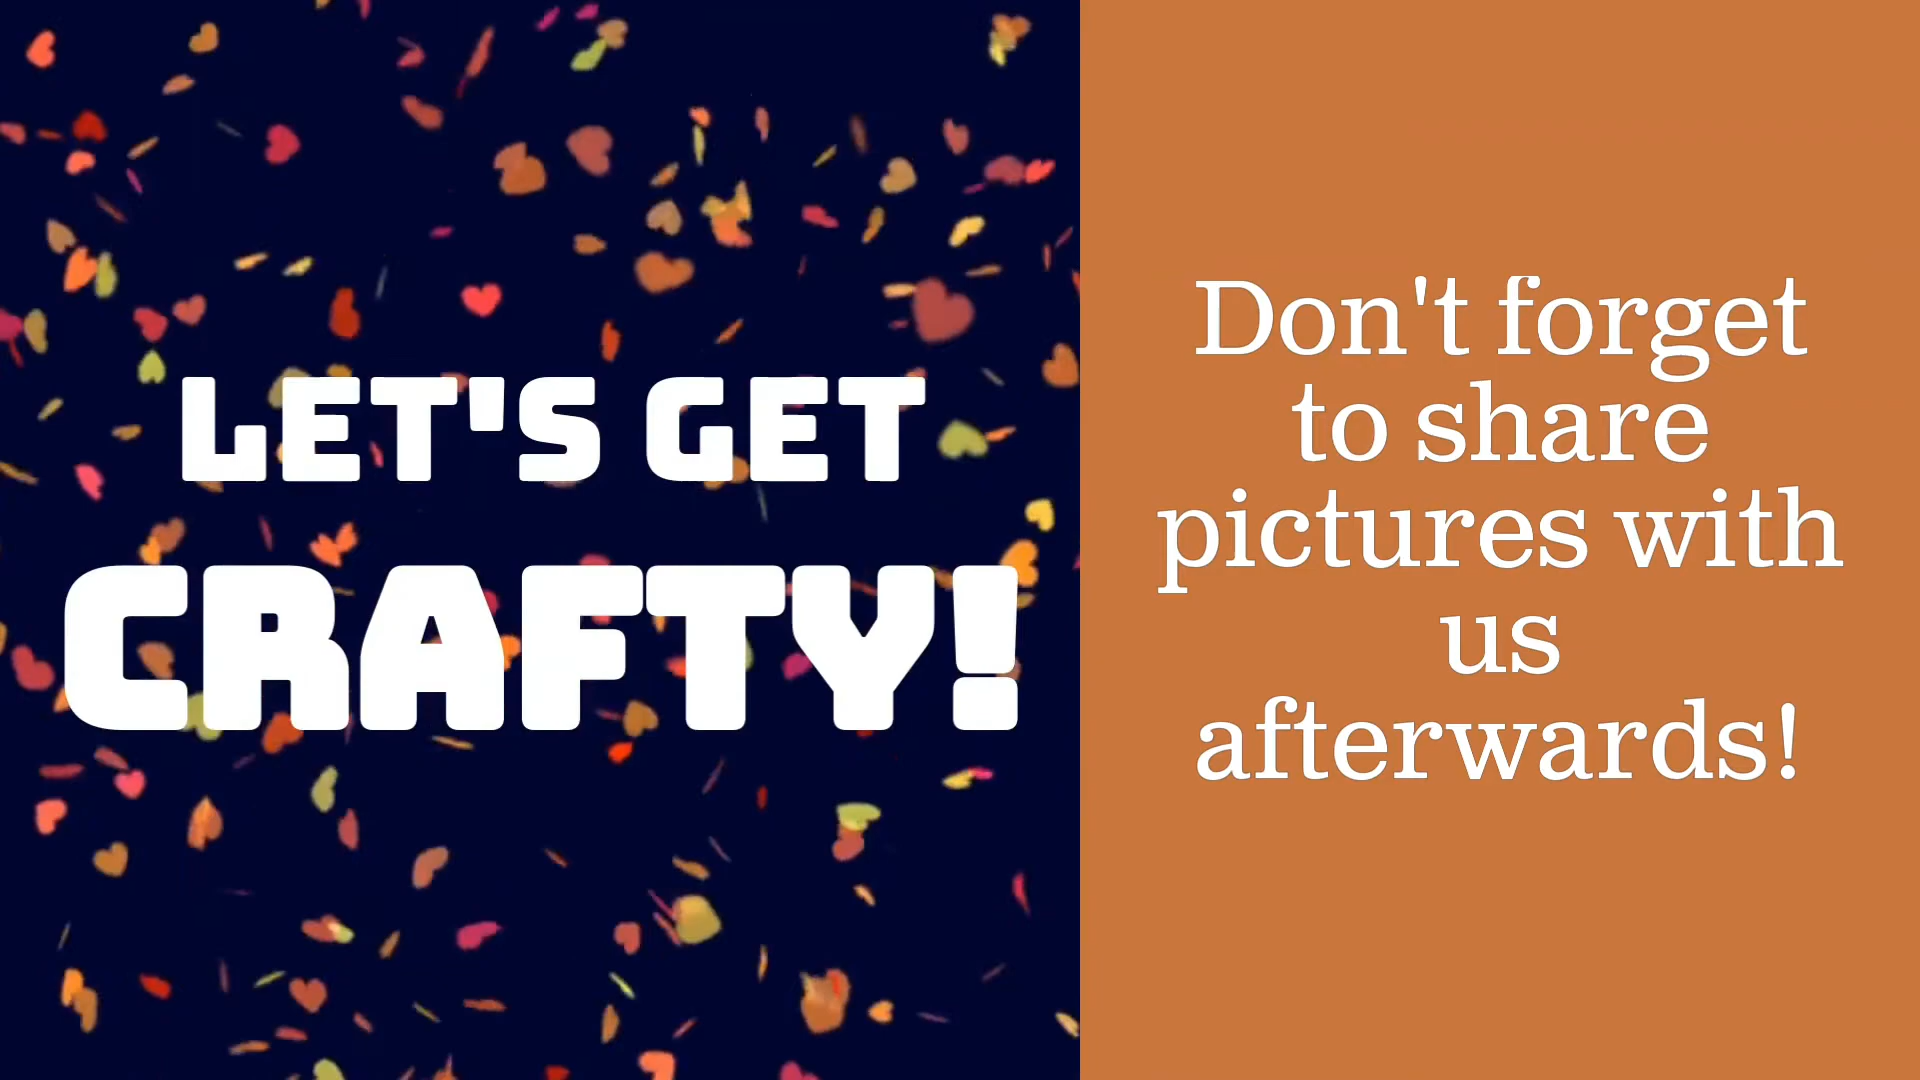 LET'S GET
CRAFTY!
Don't forget
to share
pictures with
us
afterwards!